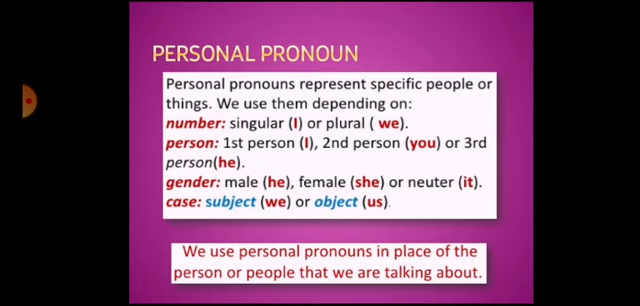 PERSONAL PRONOUN
Personal pronouns represent specific people or
things. We use them depending on:
number: singular (I) or plural ( we).
person: 1st person (I), 2nd person (you) or 3rd
person(he).
gender: male (he), female (she) or neuter (it).
case: subject (we) or object (us).
We use personal pronouns in place of the
person or people that we are talking about.